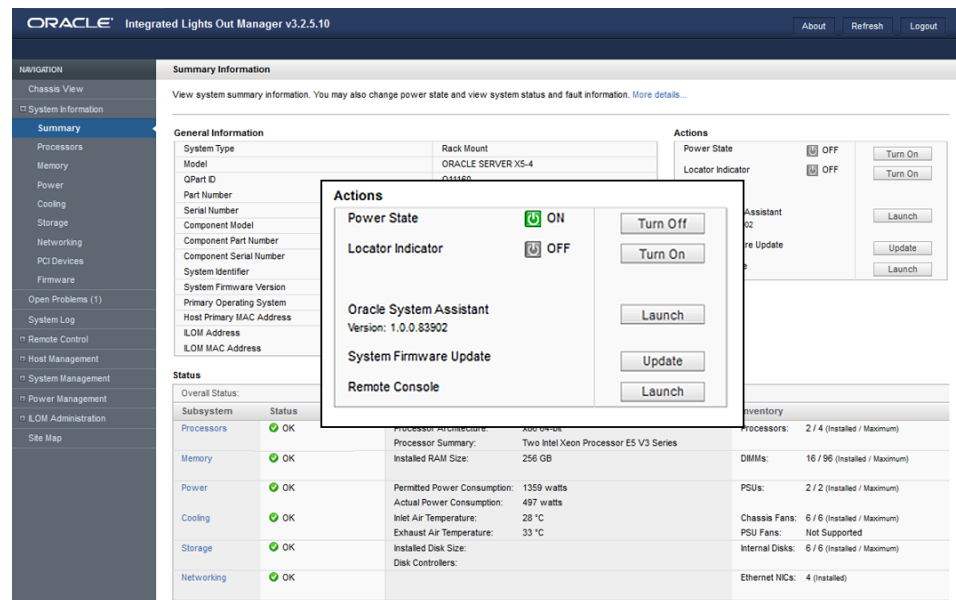 ORACLE® Integrated Lights Out Manager v3.2.5.10
About Refresh Logout
NAVIGATION
Chassis View
System Information
Summary
Processors
Memory
Power
Cooling
Storage
Networking
PCI Devices
Firmware
Open Problems (1)
System Log
Remote Control
Host Management
System Management
Power Management
ILOM Administration
Site Map
Summary Information
View system summary information. You may also change power state and view system status and fault information. More details...
General Information
System Type Rack Mount
Model ORACLE SERVER X5-4
QPart ID
Part Number
Serial Number
Component Model
Component Part Number
Component Serial Number
System Identifier
System Firmware Version
Primary Operating System
Host Primary MAC Address
ILOM Address
ILOM MAC Address
Actions
Power State OFF Turn On
Locator Indicator OFF Turn On
Assistant Launch
02
re Update Update
Launch
Actions
Power State ON Turn Off
Locator Indicator OFF Turn On
Oracle System Assistant Launch
Version: 1.0.0.83902
System Firmware Update Update
Remote Console Launch
Status
Overall Status:
Subsystem Status nventory
Processors OK Processor Architecture: x86 64-bit Processors: 2 / 4 (Installed / Maximum)
Processor Summary: Two Intel Xeon Processor E5 V3 Series
Memory OK Installed RAM Size: 256 GB DIMMs: 16 / 96 (Installed / Maximum)
Power OK Permitted Power Consumption: 1359 watts PSUs: 2 / 2 (Installed / Maximum)
Actual Power Consumption: 497 watts
Cooling OK Inlet Air Temperature: 28 °C Chassis Fans: 6 / 6 (Installed / Maximum)
Exhaust Air Temperature: 33 °C PSU Fans: Not Supported
Storage OK Installed Disk Size: Internal Disks: 6 / 6 (Installed / Maximum)
Disk Controllers:
Networking OK Ethernet NICs: 4 (Installed)